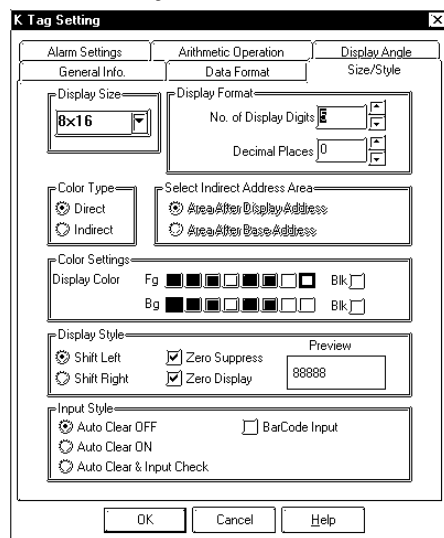 K Tag Setting
Alarm Settings Arithmetic Operation Display Angle
General Info. Data Format Size/Style
Display Size Display Format
8x16 No. of Display Digits 5
Decimal Places 0
Color Type Select Indirect Address Area
Direct Area After Display Address
Indirect Area After Base Address
Color Settings
Display Color Fg Blk
Bg Blk
Display Style Preview
Shift Left Zero Suppress
Shift Right Zero Display 88888
Input Style
Auto Clear OFF BarCode Input
Auto Clear ON
Auto Clear & Input Check
OK Cancel Help